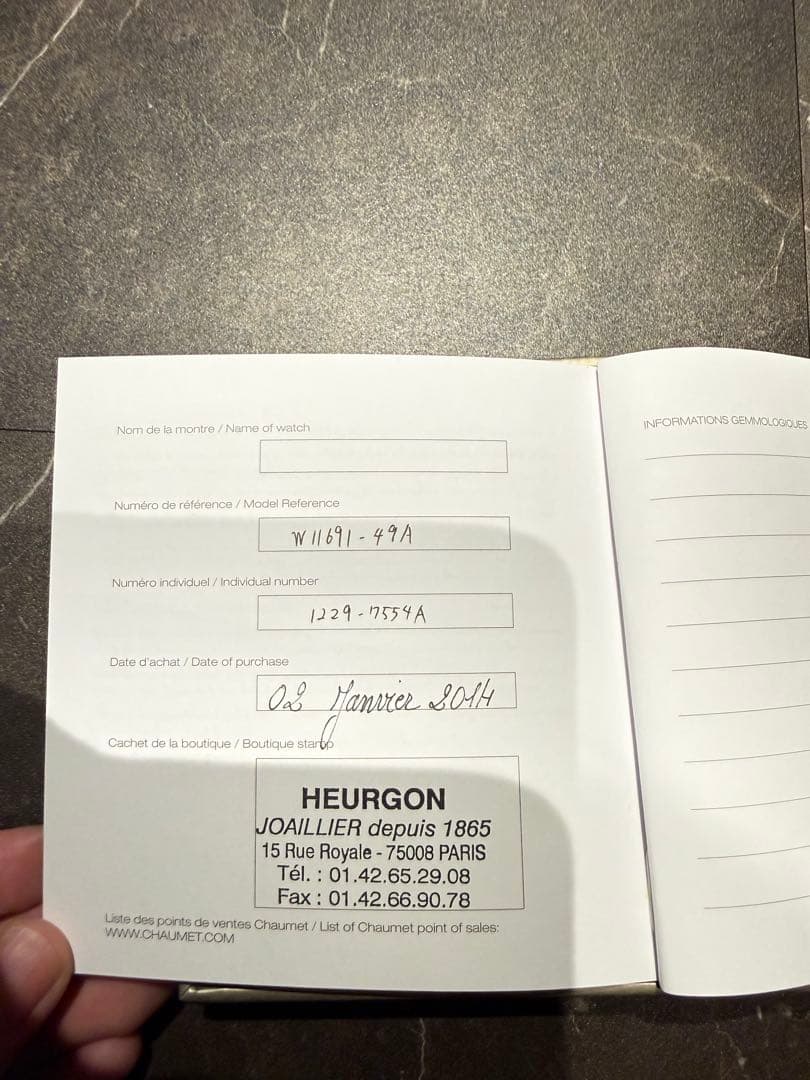 Nom de la montre / Name of watch
Numéro de référence / Model Reference
W11691-49A
Numéro individuel / Individual number
1229-7554A
Date d'achat / Date of purchase
02 Janvier 2014
Cachet de la boutique / Boutique stamp
HEURGON
JOAILLIER depuis 1865
15 Rue Royale - 75008 PARIS
Tél. : 01.42.65.29.08
Fax : 01.42.66.90.78
Liste des points de ventes Chaumet / List of Chaumet point of sales:
WWW.CHAUMET.COM
INFORMATIONS GEMMOLOGIQUES